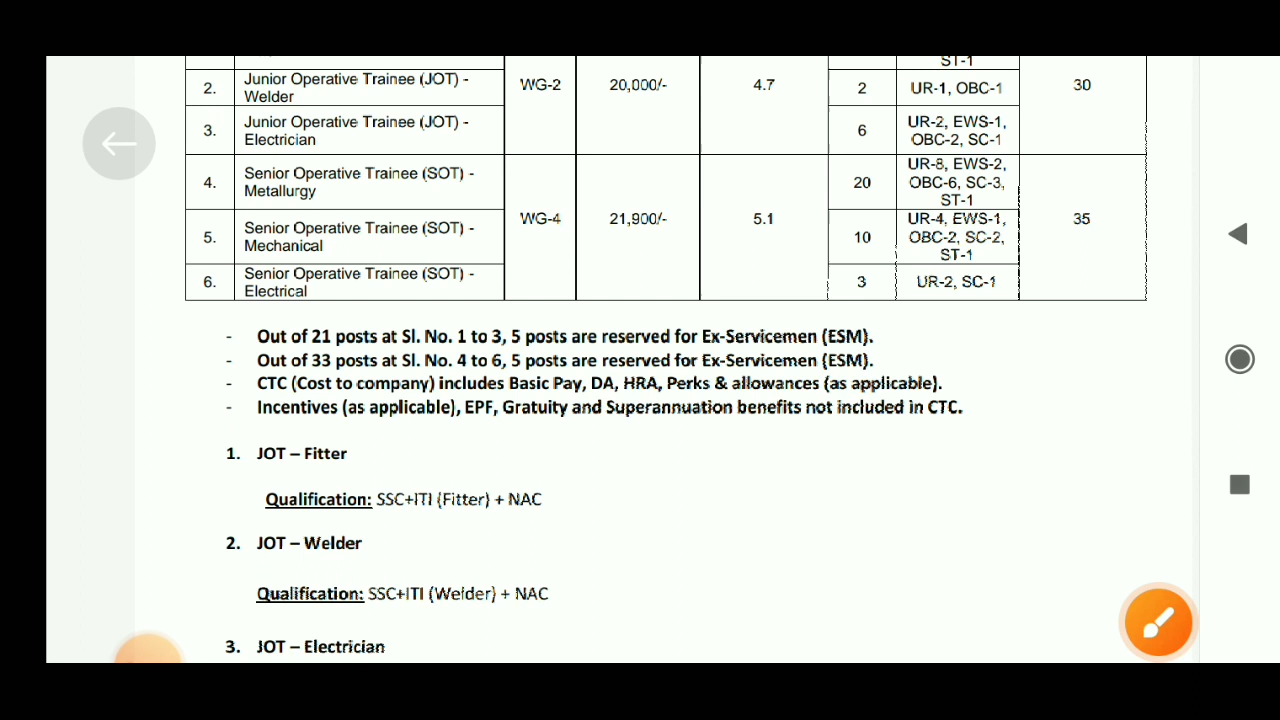 ST-1
2. Junior Operative Trainee (JOT) -
Welder
WG-2 20,000/- 4.7 2 UR-1, OBC-1 30
3. Junior Operative Trainee (JOT) -
Electrician
6 UR-2, EWS-1,
OBC-2, SC-1
4. Senior Operative Trainee (SOT) -
Metallurgy
20 UR-8, EWS-2,
OBC-6, SC-3,
ST-1
WG-4 21,900/- 5.1 35
5. Senior Operative Trainee (SOT) -
Mechanical
10 UR-4, EWS-1,
OBC-2, SC-2,
ST-1
6. Senior Operative Trainee (SOT) -
Electrical
3 UR-2, SC-1
- Out of 21 posts at Sl. No. 1 to 3, 5 posts are reserved for Ex-Servicemen (ESM).
- Out of 33 posts at Sl. No. 4 to 6, 5 posts are reserved for Ex-Servicemen (ESM).
- CTC (Cost to company) includes Basic Pay, DA, HRA, Perks & allowances (as applicable).
- Incentives (as applicable), EPF, Gratuity and Superannuation benefits not included in CTC.
1. JOT – Fitter
Qualification: SSC+ITI (Fitter) + NAC
2. JOT – Welder
Qualification: SSC+ITI (Welder) + NAC
3. JOT – Electrician